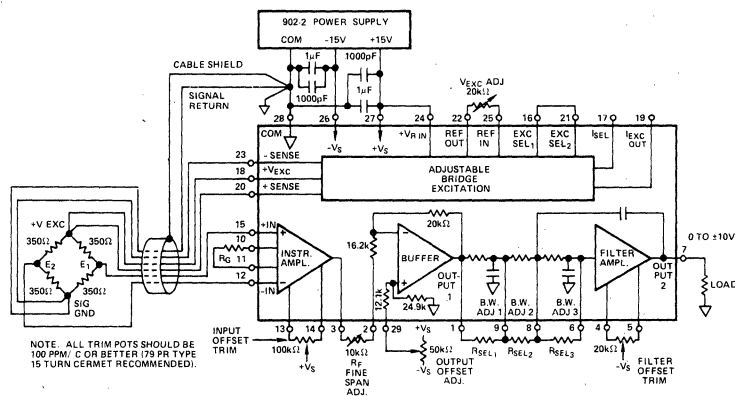 902-2 POWER SUPPLY
COM -15V +15V
1µF 1000pF
CABLE SHIELD
1000pF 1µF
SIGNAL
RETURN
VEXC ADJ
20kΩ
28 26 27 24 22 25 16 21 17 19
COM
-VS
+VS
+VR IN
REF
OUT
REF
IN
EXC
SEL1
EXC
SEL2
ISEL
IEXC
OUT
23 - SENSE
18 +VEXC
20 + SENSE
ADJUSTABLE
BRIDGE
EXCITATION
+V EXC
350Ω 350Ω
E2 E1
350Ω 350Ω
SIG
GND
15 +IN
10
RG
11
12 -IN
+
INSTR.
AMPL.
-
16.2k
20kΩ
-
BUFFER
+
12.1k
24.9k
OUT-
PUT
1
B.W.
ADJ 1
B.W.
ADJ 2
B.W.
ADJ 3
FILTER
AMPL.
OUT
PUT
2
7
0 TO ±10V
LOAD
13 14 3 2 29 1 9 8 6 4 5
INPUT
OFFSET
TRIM
100kΩ
+VS
10kΩ
RF
FINE
SPAN
ADJ.
+VS
50kΩ
-VS
OUTPUT
OFFSET
ADJ.
RSEL1 RSEL2 RSEL3
20kΩ
-VS
FILTER
OFFSET
TRIM
NOTE. ALL TRIM POTS SHOULD BE
100 PPM/ C OR BETTER (79 PR TYPE
15 TURN CERMET RECOMMENDED).